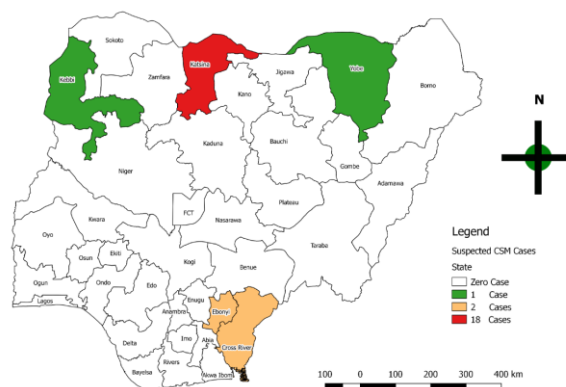 Sokoto
Katsina
Kebbi
Zamfara
Jigawa
Yobe
Kano
Borno
Kaduna
Bauchi
Gombe
Niger
Adamawa
Plateau
FCT
Nasarawa
Kwara
Oyo
Taraba
Osun
Ekiti
Kogi
Benue
Ogun
Ondo
Edo
Enugu
Lagos
Anambra
Ebonyi
Delta
Imo
Abia
Cross River
Bayelsa
Rivers
Akwa Ibom
N
Legend
Suspected CSM Cases
State
Zero Case
1 Case
2 Cases
18 Cases
100 0 100 200 300 400 km